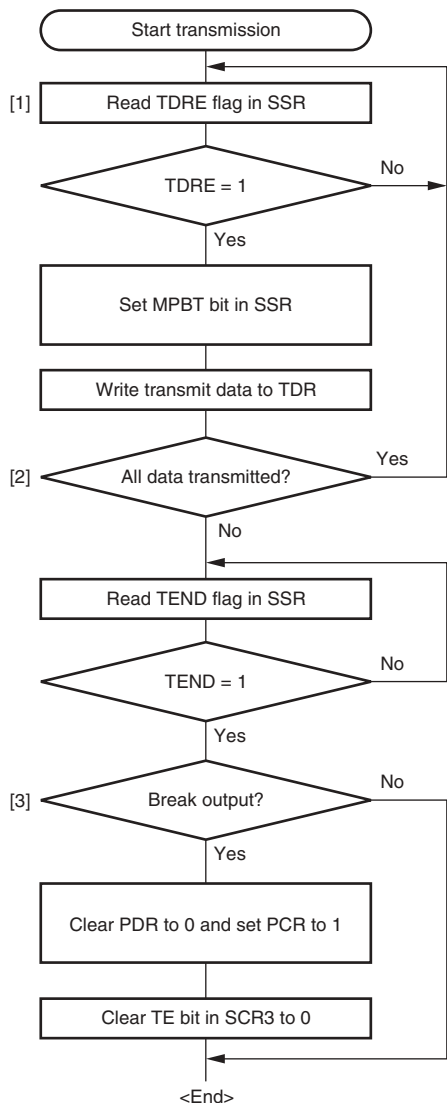 Start transmission
[1]
Read TDRE flag in SSR
No
TDRE = 1
Yes
Set MPBT bit in SSR
Write transmit data to TDR
Yes
[2]
All data transmitted?
No
Read TEND flag in SSR
No
TEND = 1
Yes
No
[3]
Break output?
Yes
Clear PDR to 0 and set PCR to 1
Clear TE bit in SCR3 to 0
<End>